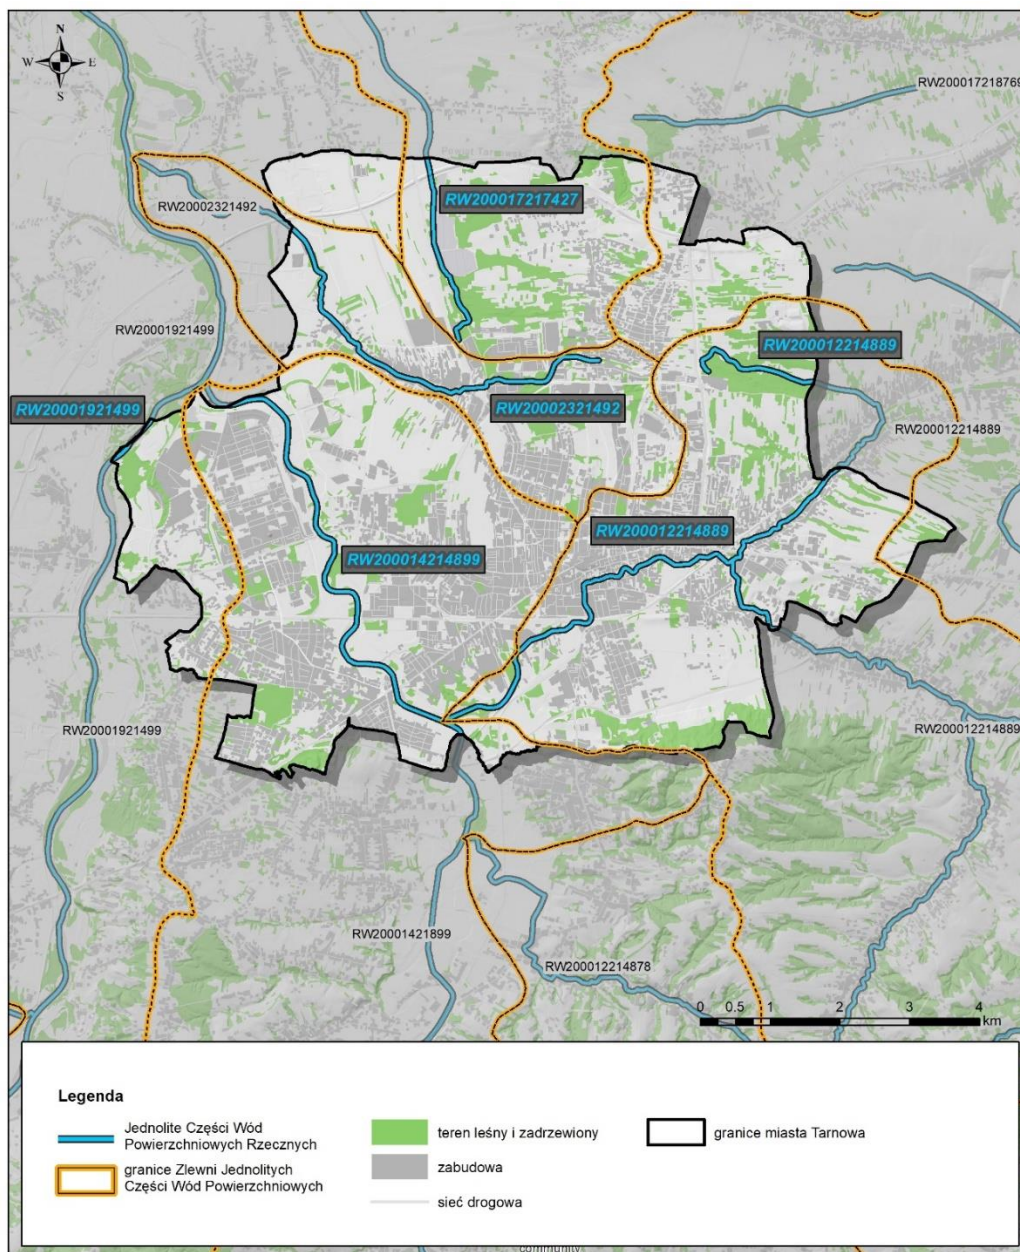 N
W E
S
RW200017218769
RW200017217427
RW20002321492
RW20001921499
RW200012214889
RW20001921499
RW20002321492
RW200012214889
RW200012214889
RW200014214899
RW20001921499
RW200012214889
RW20001421899
RW200012214878
0 0.5 1 2 3 4
km
Legenda
Jednolite Części Wód
Powierzchniowych Rzecznych
granice Zlewni Jednolitych
Części Wód Powierzchniowych
teren leśny i zadrzewiony
zabudowa
sieć drogowa
granice miasta Tarnowa
community